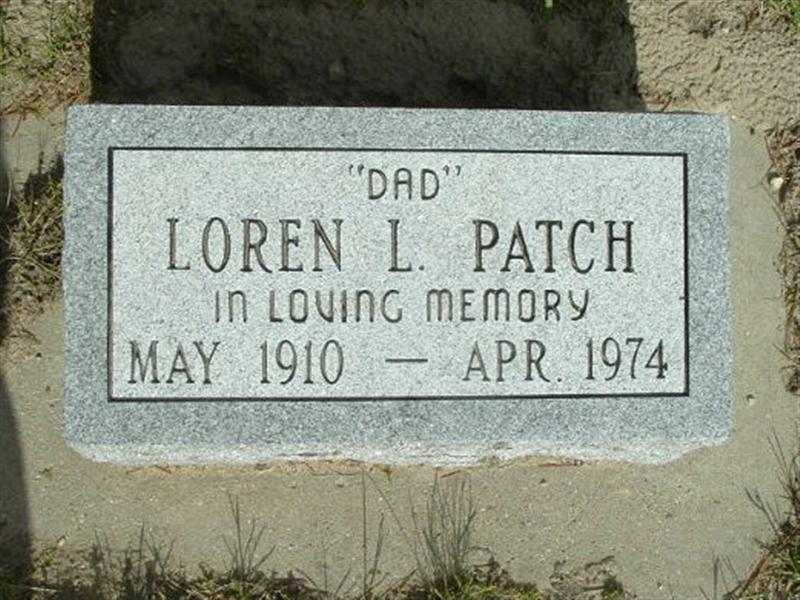 "DAD"
LOREN L. PATCH
IN LOVING MEMORY
MAY 1910 — APR. 1974